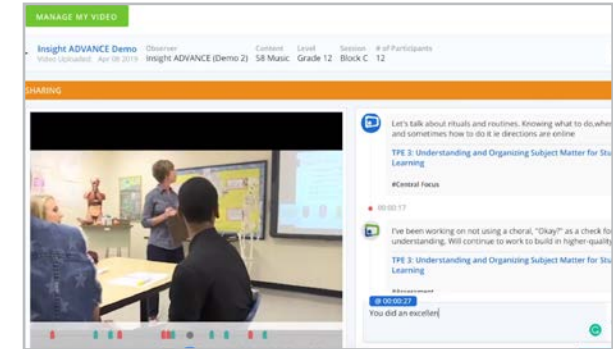 MANAGE MY VIDEO
Insight ADVANCE Demo Observer Content Level Session # of Participants
Video Uploaded Apr 08 2019 Insight ADVANCE (Demo 2) S8 Music Grade 12 Block C 12
SHARING
Let's talk about rituals and routines. Knowing what to do,when
and sometimes how to do it ie directions are online
TPE 3: Understanding and Organizing Subject Matter for Stu
Learning
#Central Focus
00:00:17
I've been working on not using a choral, "Okay?" as a check fo
understanding. Will continue to work to build in higher-quality
TPE 3: Understanding and Organizing Subject Matter for Stu
Learning
@ 00:00:27
You did an excellen